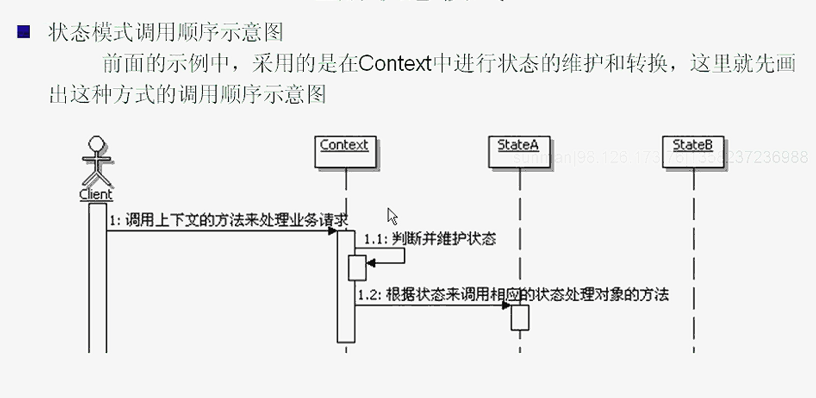 状态模式调用顺序示意图
前面的示例中，采用的是在Context中进行状态的维护和转换，这里就先画
出这种方式的调用顺序示意图
Context
StateA
StateB
Client
1: 调用上下文的方法来处理业务请求
1.1: 判断并维护状态
1.2: 根据状态来调用相应的状态处理对象的方法